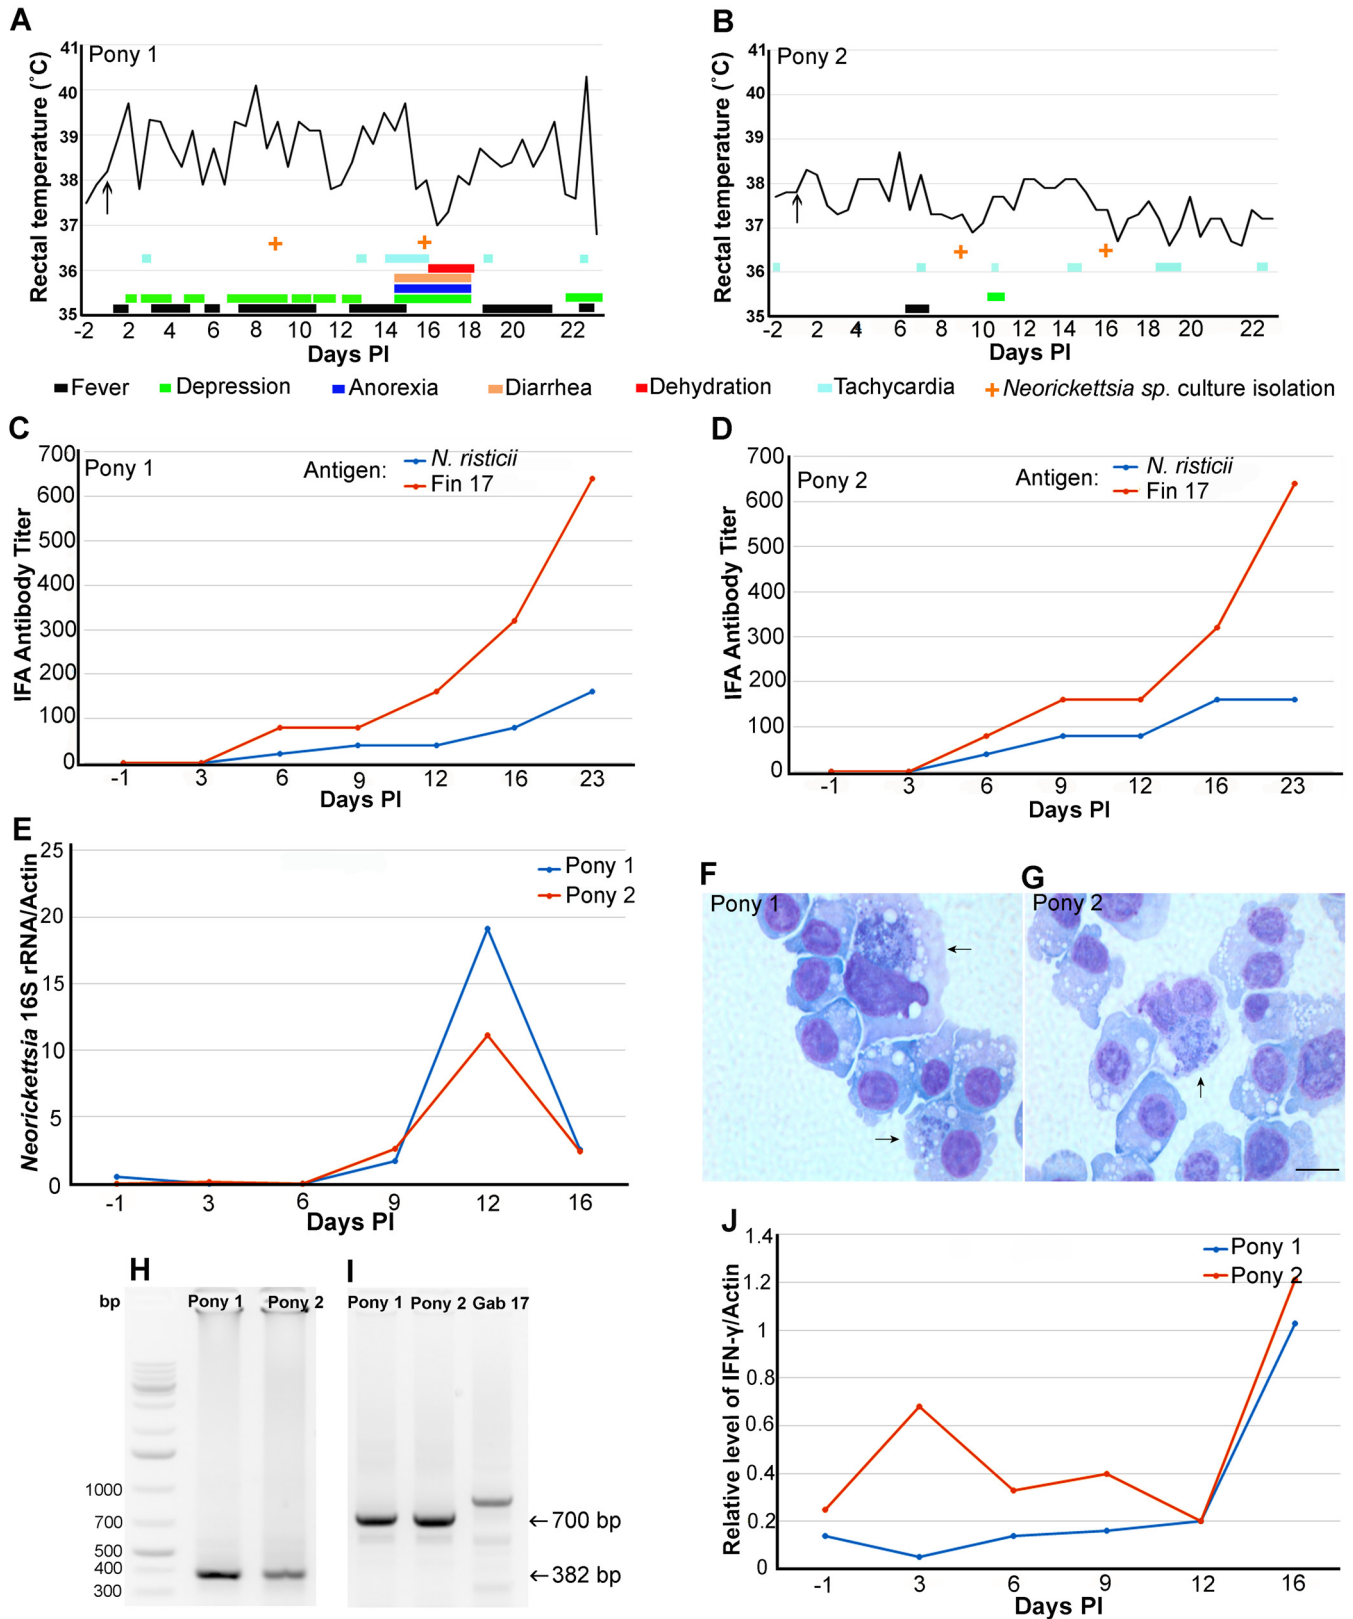 A
Pony 1
Rectal temperature (˚C)
41
40
39
38
37
36
35
-2 2 4 6 8 10 12 14 16 18 20 22
Days PI
B
Pony 2
Rectal temperature (˚C)
41
40
39
38
37
36
35
-2 2 4 6 8 10 14 16 18 20 22
Days PI
Fever Depression Anorexia Diarrhea Dehydration Tachycardia Neorickettsia sp. culture isolation
C
Pony 1
Antigen:
N. risticii
Fin 17
IFA Antibody Titer
700
600
500
400
300
200
100
0
-1 3 6 9 12 16 23
Days PI
D
Pony 2
Antigen:
N. risticii
Fin 17
IFA Antibody Titer
700
600
500
400
300
200
100
0
-1 3 6 9 12 16 23
Days PI
E
Pony 1
Pony 2
Neorickettsia 16S rRNA/Actin
25
20
15
10
5
0
-1 3 6 9 12 16
Days PI
F
Pony 1
G
Pony 2
H
bp
Pony 1 Pony 2
1000
700
500
400
300
I
Pony 1 Pony 2 Gab 17
←700 bp
←382 bp
J
Pony 1
Pony 2
Relative level of IFN-γ/Actin
1.4
1.2
1
0.8
0.6
0.4
0.2
0
-1 3 6 9 12 16
Days PI